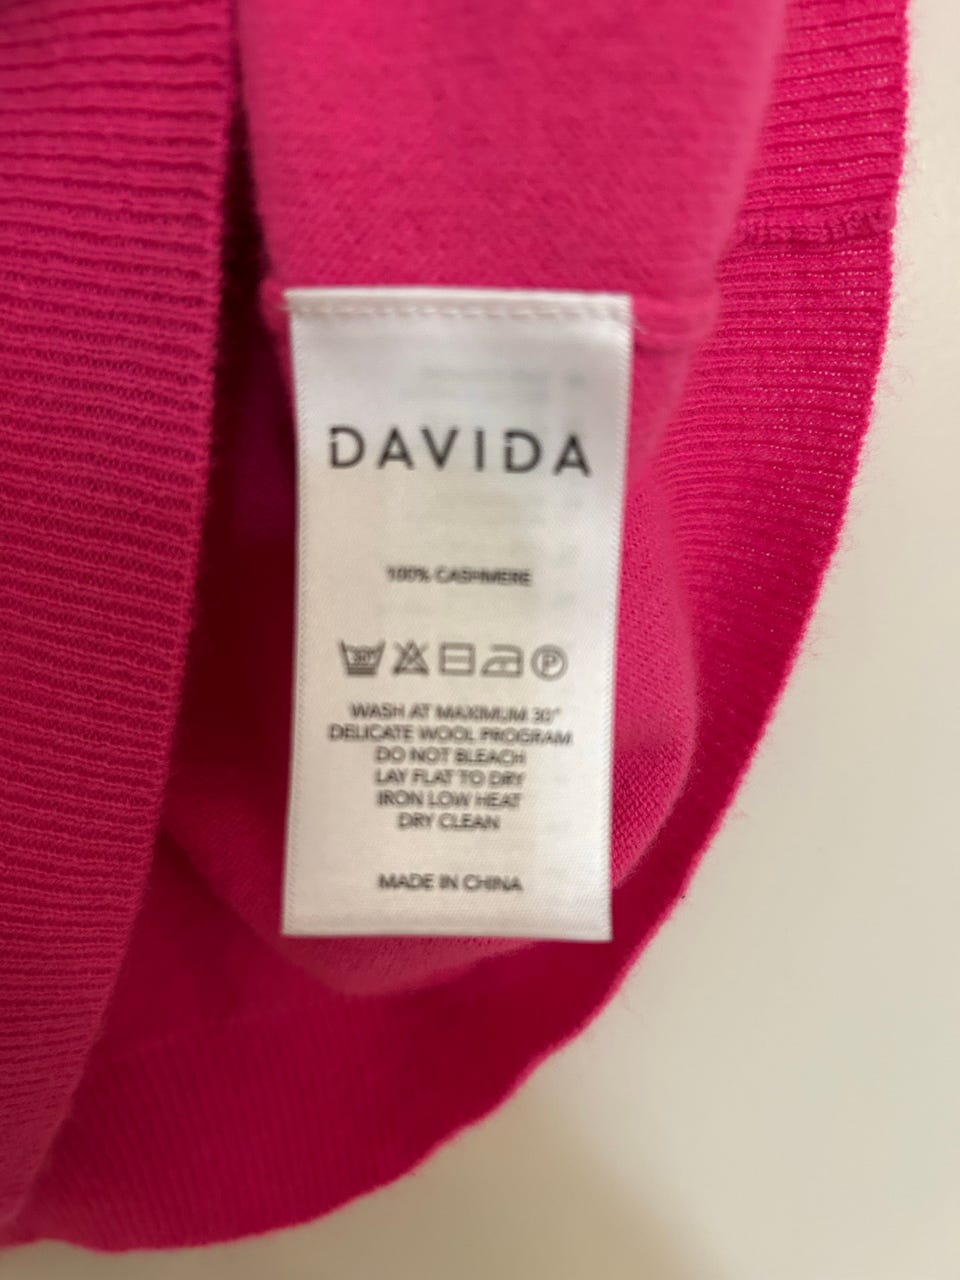 DAVIDA
100% CASHMERE
30°
P
WASH AT MAXIMUM 30°
DELICATE WOOL PROGRAM
DO NOT BLEACH
LAY FLAT TO DRY
IRON LOW HEAT
DRY CLEAN
MADE IN CHINA